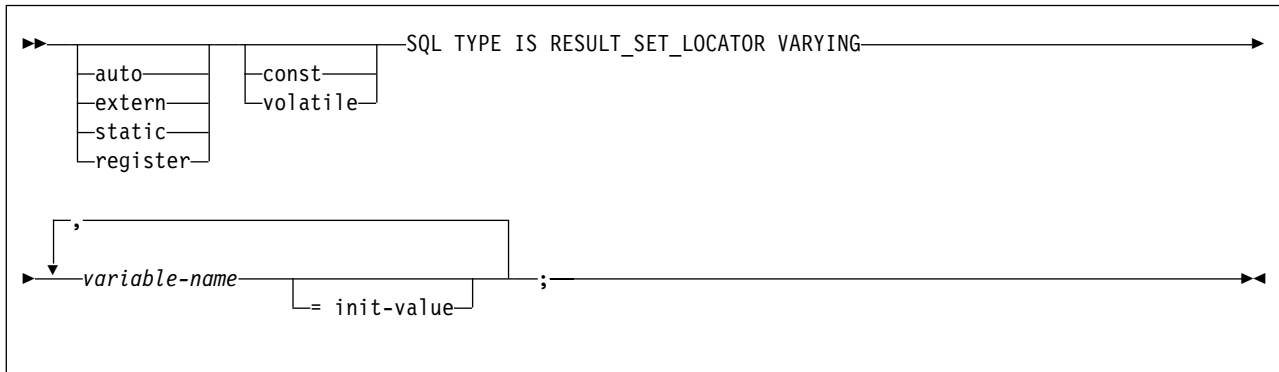 SQL TYPE IS RESULT_SET_LOCATOR VARYING
auto const
extern volatile
static
register
,
variable-name ;
= init-value